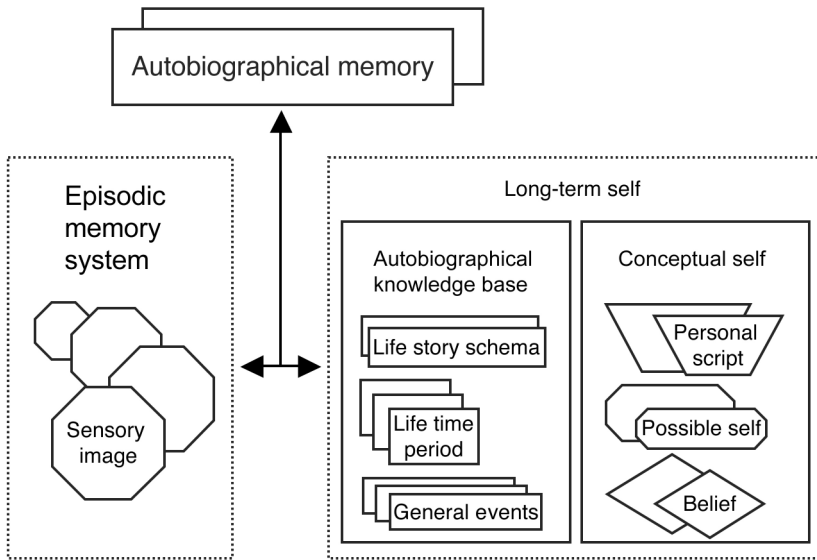 Autobiographical memory
Episodic
memory
system
Sensory
image
Long-term self
Autobiographical
knowledge base
Life story schema
Life time
period
General events
Conceptual self
Personal
script
Possible self
Belief